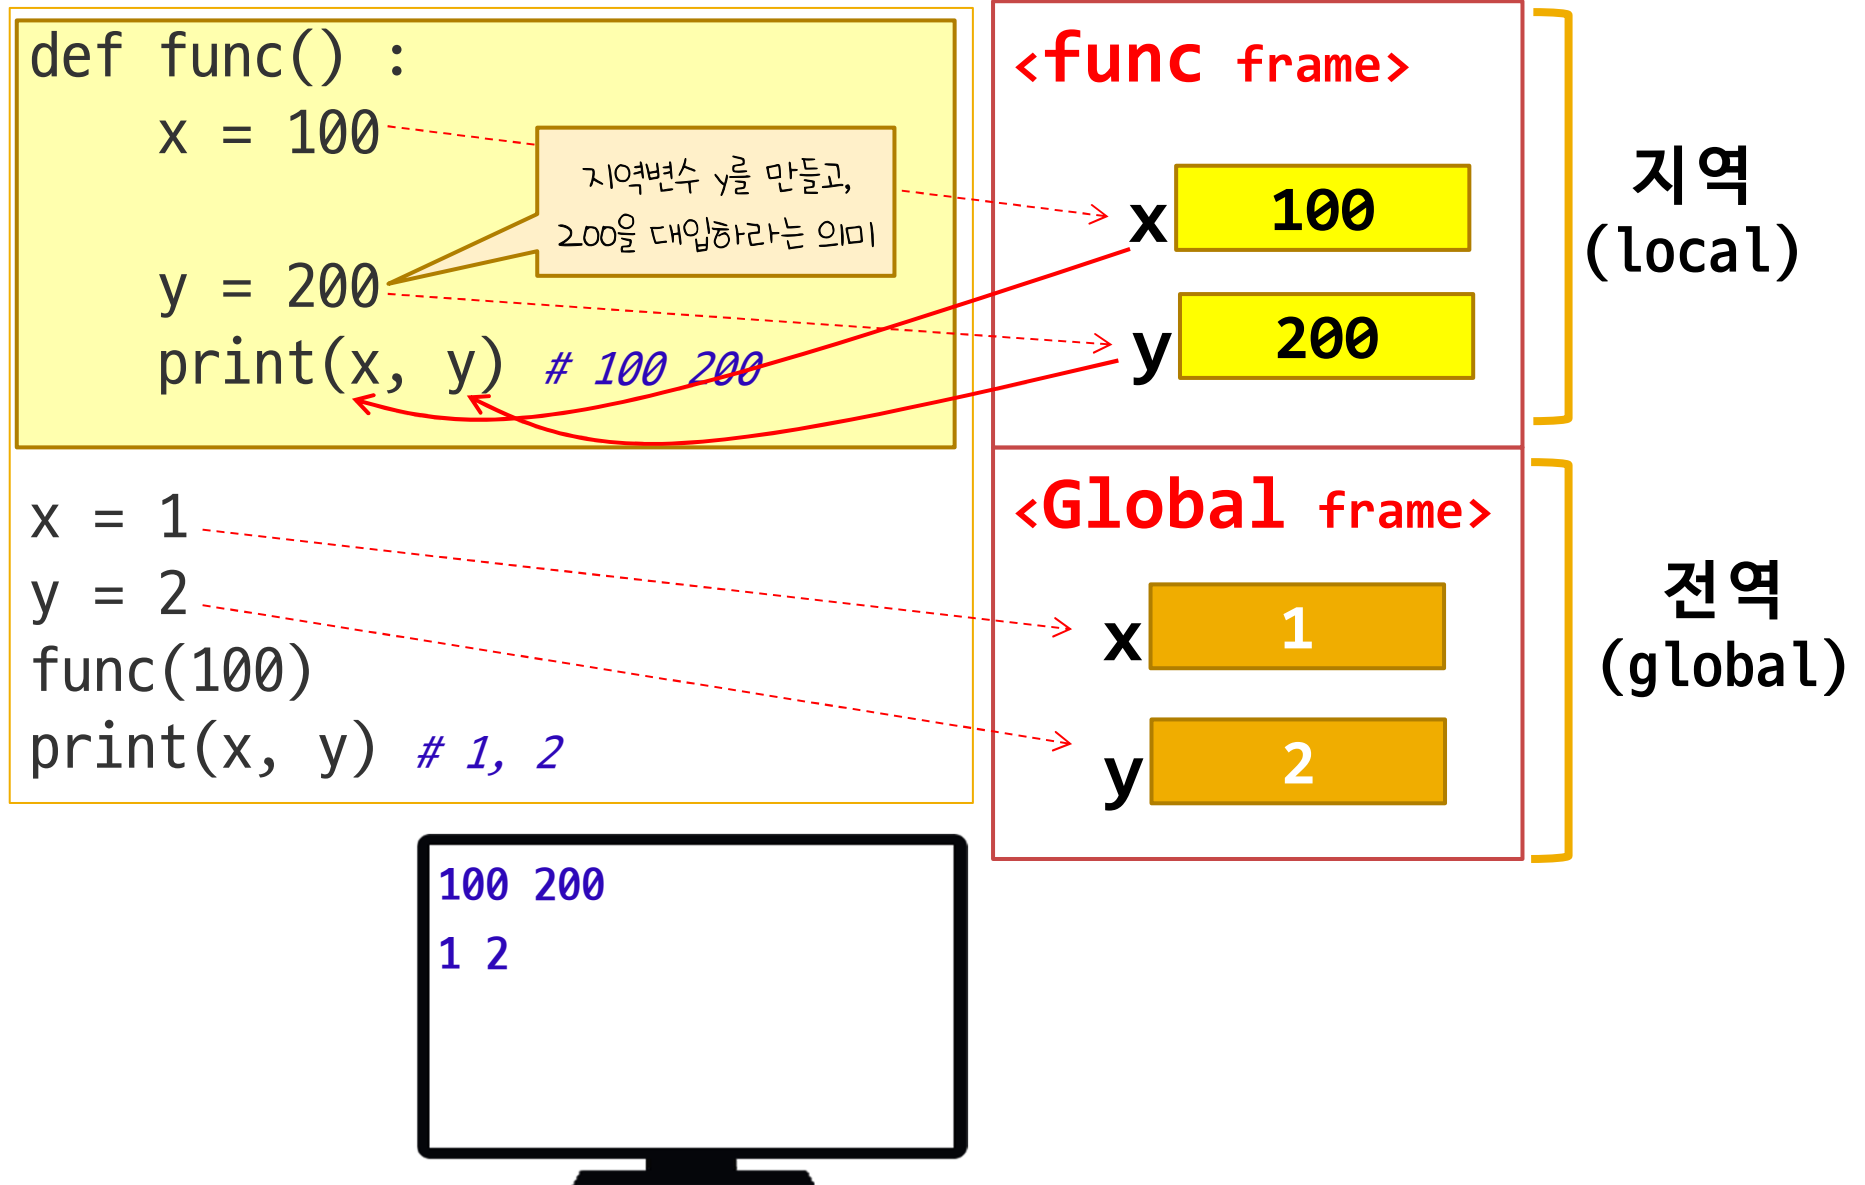 def func() :
x = 100
지역변수 y를 만들고,
200을 대입하라는 의미
y = 200
print(x, y) # 100 200
x = 1
y = 2
func(100)
print(x, y) # 1, 2
<func frame>
x 100
y 200
지역
(local)
<Global frame>
x 1
y 2
전역
(global)
100 200
1 2